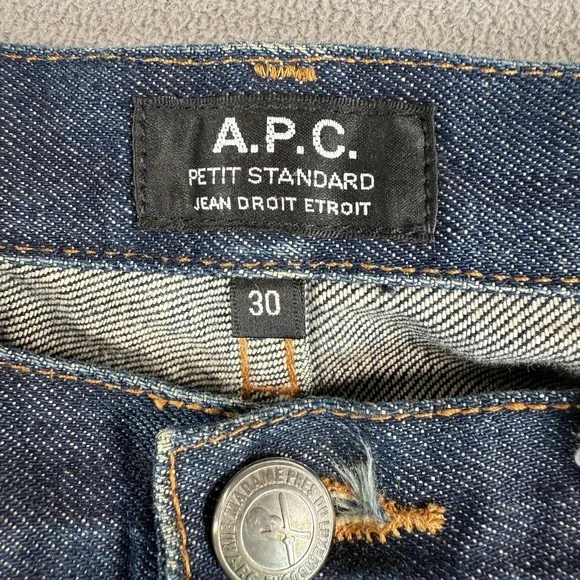 A.P.C.
PETIT STANDARD
JEAN DROIT ETROIT
30